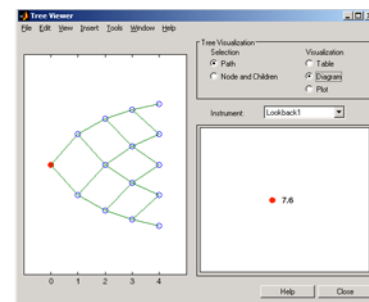 Tree Viewer
File Edit View Insert Tools Window Help
Tree Visualization
Selection
Visualization
Path
Table
Node and Children
Diagram
Plot
Instrument:
Lookback1
7.6
0 1 2 3 4
Help
Close